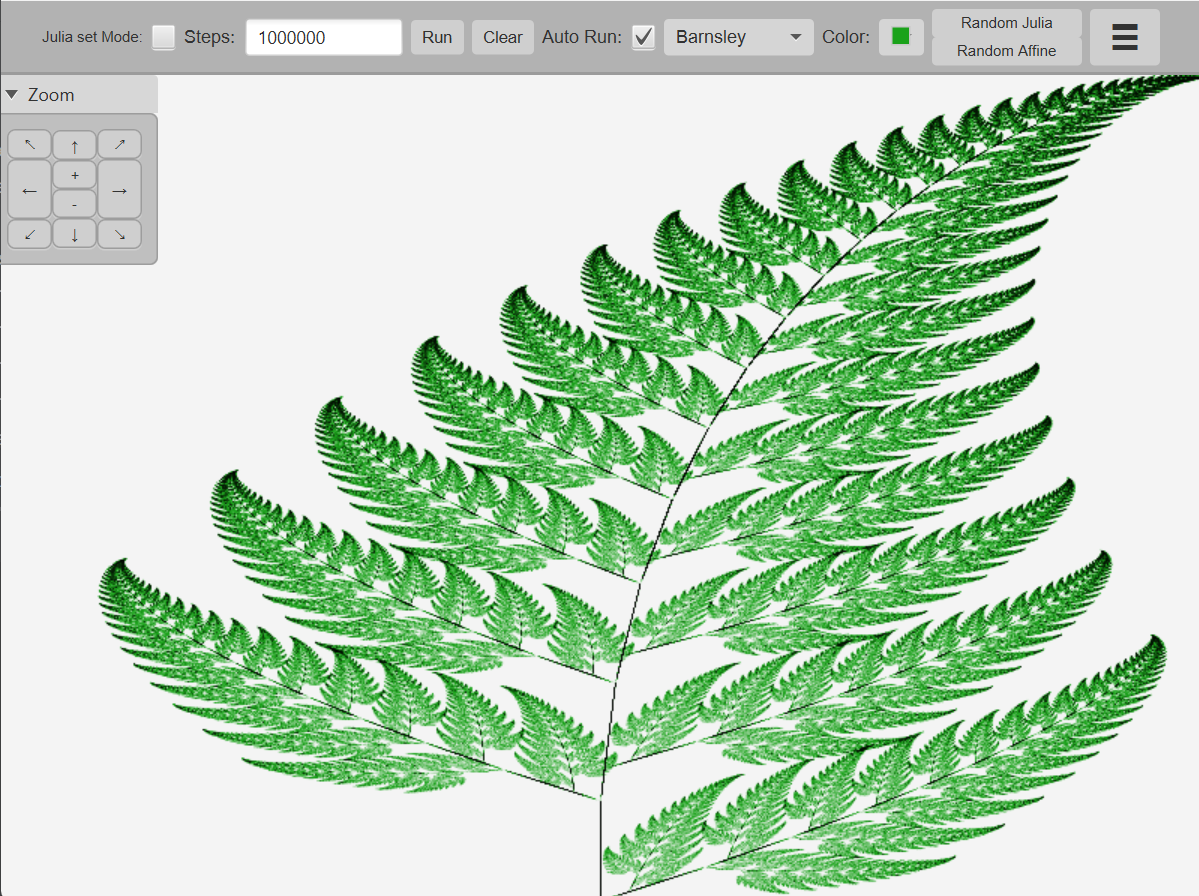 Julia set Mode: Steps: 1000000 Run Clear Auto Run: Barnsley Color: Random Julia
Random Affine
Zoom
↖ ↑ ↗
+
← →
-
↙ ↓ ↘